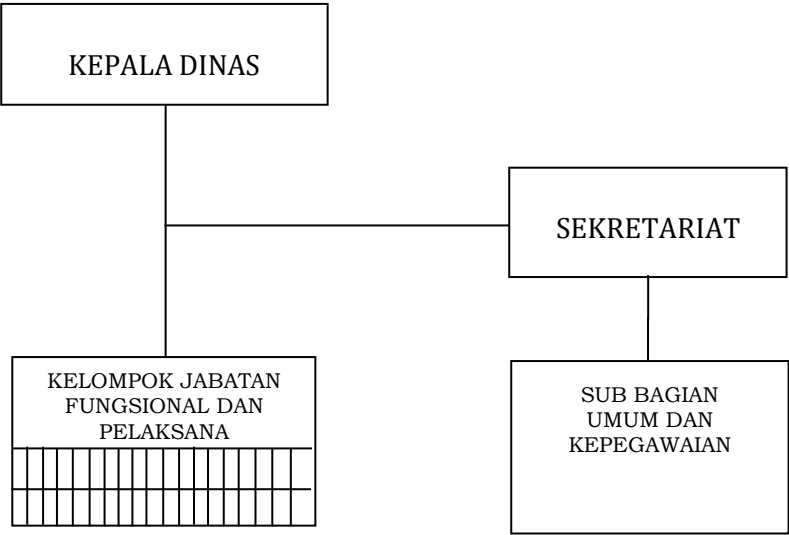 KEPALA DINAS
SEKRETARIAT
KELOMPOK JABATAN
FUNGSIONAL DAN
PELAKSANA
SUB BAGIAN
UMUM DAN
KEPEGAWAIAN